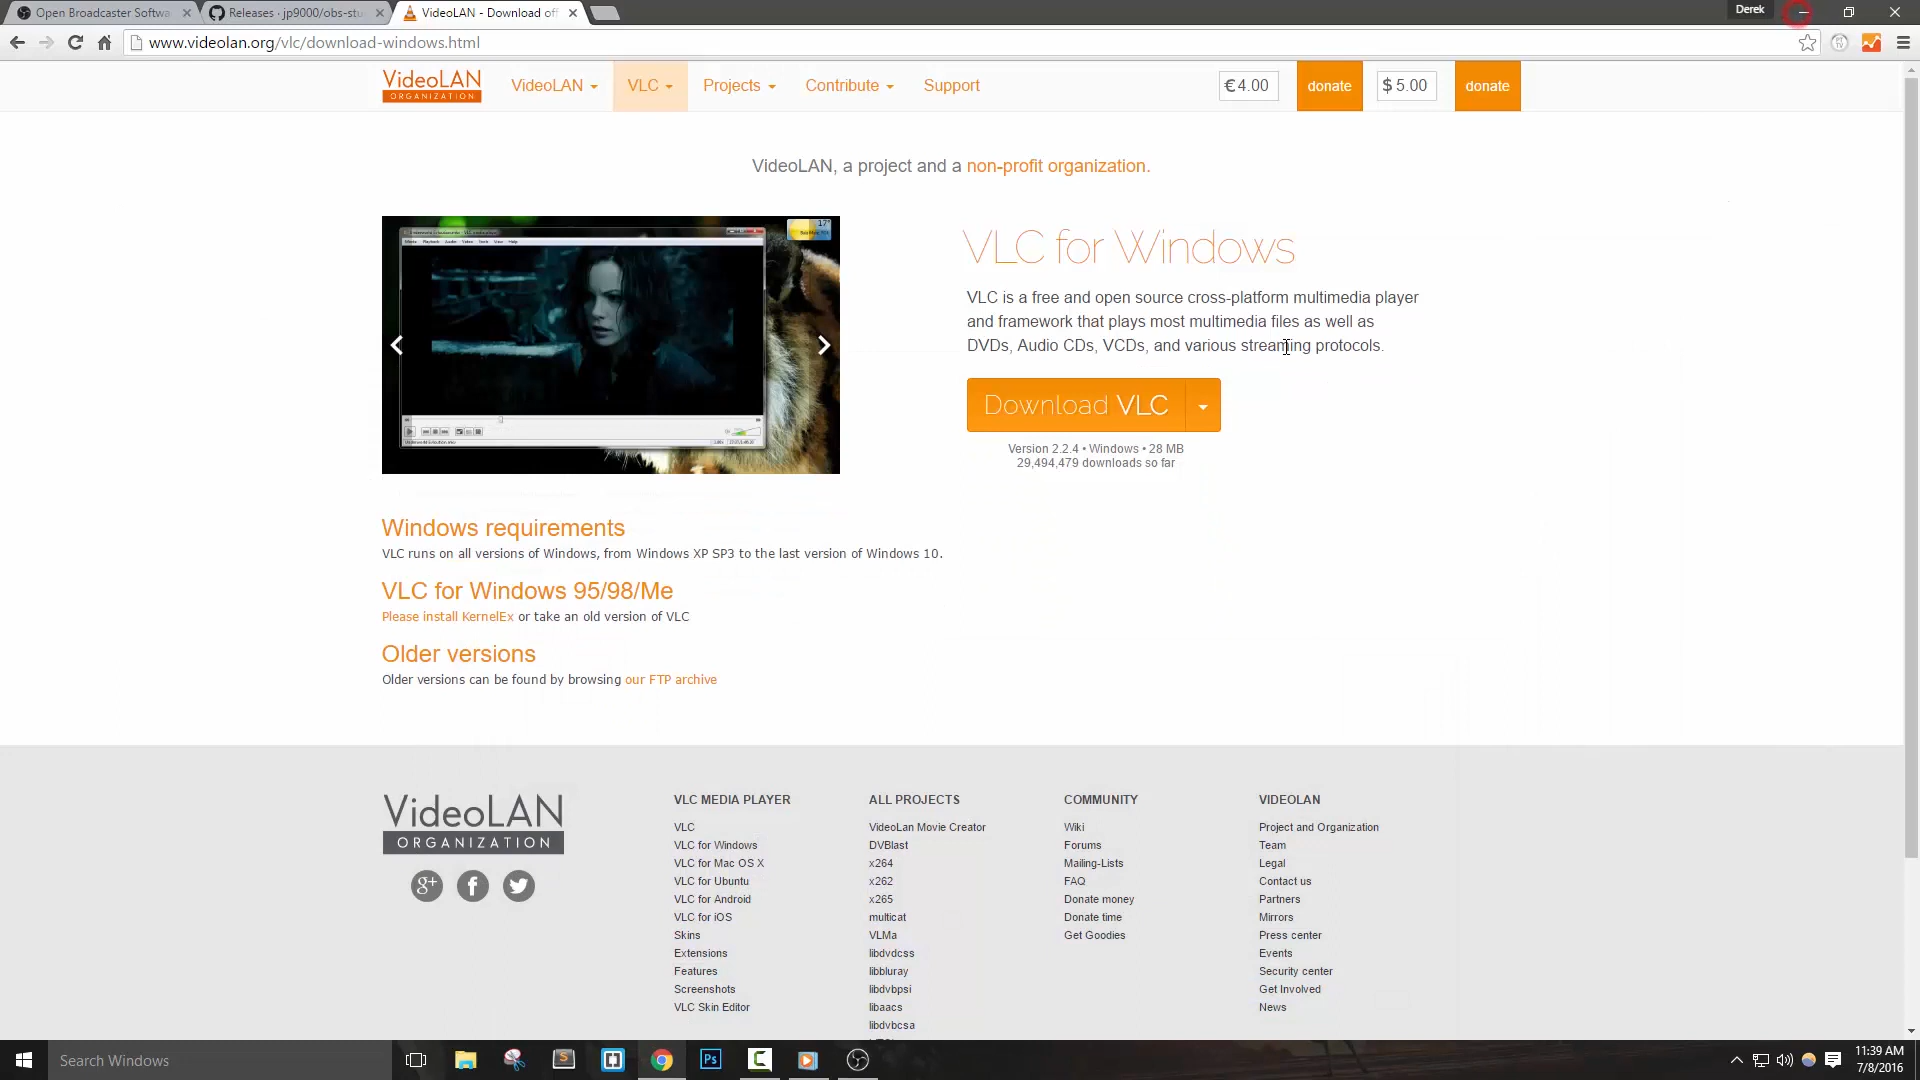 Open Broadcaster Softwa
Releases · jp9000/obs-stu
VideoLAN - Download off
Derek
www.videolan.org/vlc/download-windows.html
VideoLAN
ORGANIZATION
VideoLAN
VLC
Projects
Contribute
Support
€ 4.00
donate
$ 5.00
donate
VideoLAN, a project and a non-profit organization.
VLC for Windows
VLC is a free and open source cross-platform multimedia player
and framework that plays most multimedia files as well as
DVDs, Audio CDs, VCDs, and various streaming protocols.
Download VLC
Version 2.2.4 • Windows • 28 MB
29,494,479 downloads so far
Windows requirements
VLC runs on all versions of Windows, from Windows XP SP3 to the last version of Windows 10.
VLC for Windows 95/98/Me
Please install KernelEx or take an old version of VLC
Older versions
Older versions can be found by browsing our FTP archive
VideoLAN
ORGANIZATION
VLC MEDIA PLAYER
VLC
VLC for Windows
VLC for Mac OS X
VLC for Ubuntu
VLC for Android
VLC for iOS
Skins
Extensions
Features
Screenshots
VLC Skin Editor
ALL PROJECTS
VideoLan Movie Creator
DVBlast
x264
x262
x265
multicat
VLMa
libdvdcss
libbluray
libdvbpsi
libaacs
libdvbcsa
COMMUNITY
Wiki
Forums
Mailing-Lists
FAQ
Donate money
Donate time
Get Goodies
VIDEOLAN
Project and Organization
Team
Legal
Contact us
Partners
Mirrors
Press center
Events
Security center
Get Involved
News
Search Windows
11:39 AM
7/8/2016